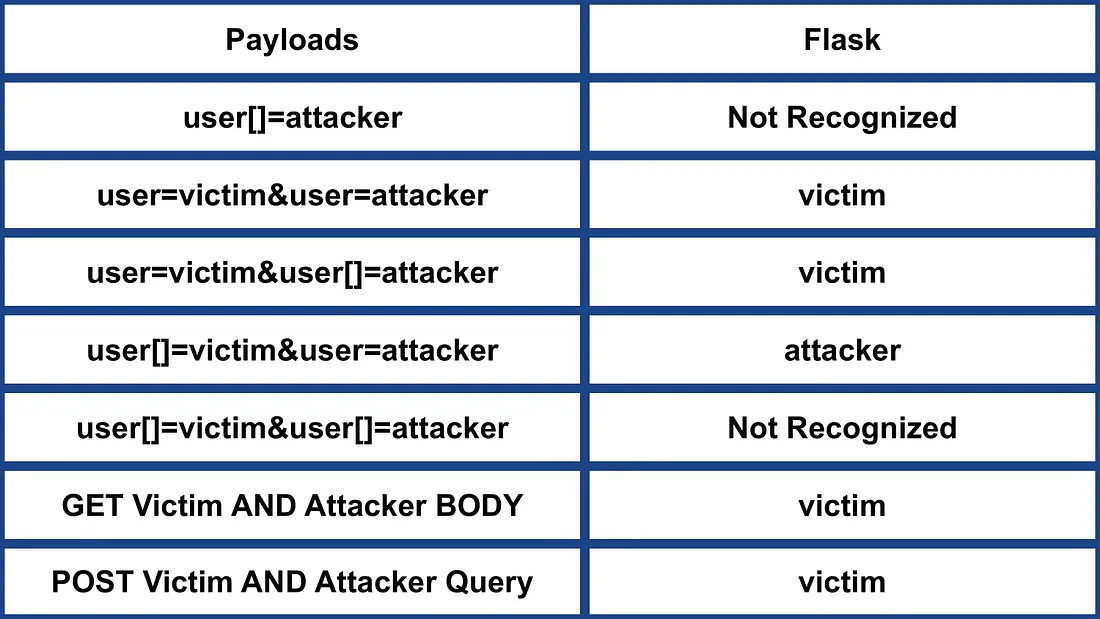 Payloads Flask
user[]=attacker Not Recognized
user=victim&user=attacker victim
user=victim&user[]=attacker victim
user[]=victim&user=attacker attacker
user[]=victim&user[]=attacker Not Recognized
GET Victim AND Attacker BODY victim
POST Victim AND Attacker Query victim